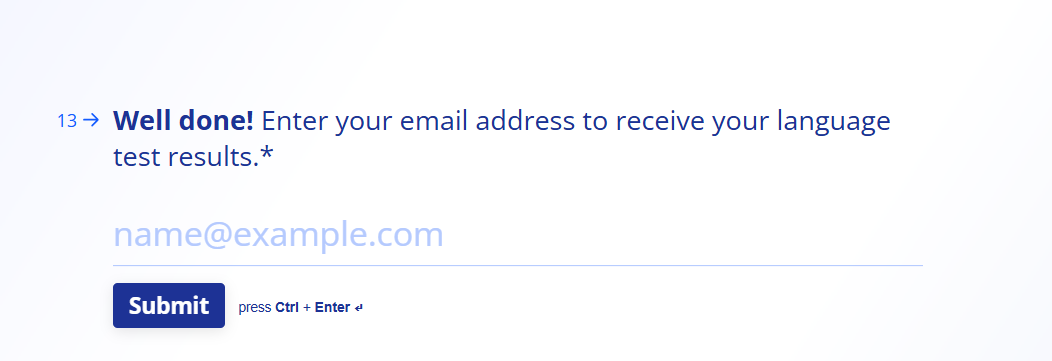 13 → Well done! Enter your email address to receive your language
test results.*
name@example.com
Submit press Ctrl + Enter ↵